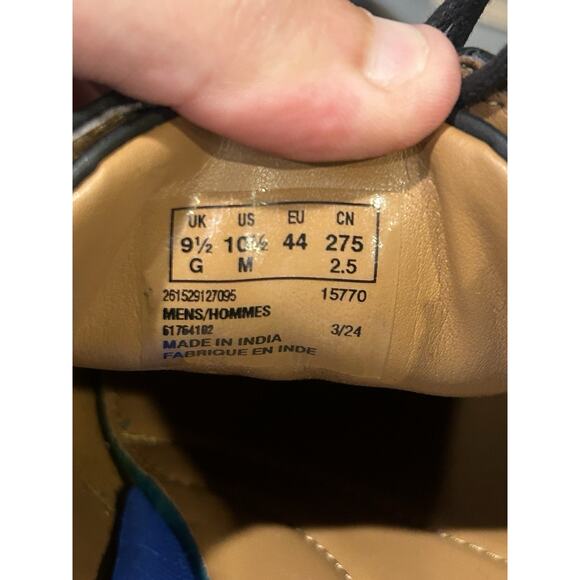 UK US EU CN
9½ 10½ 44 275
G M 2.5
261529127095 15770
MENS/HOMMES
61764102 3/24
MADE IN INDIA
FABRIQUE EN INDE